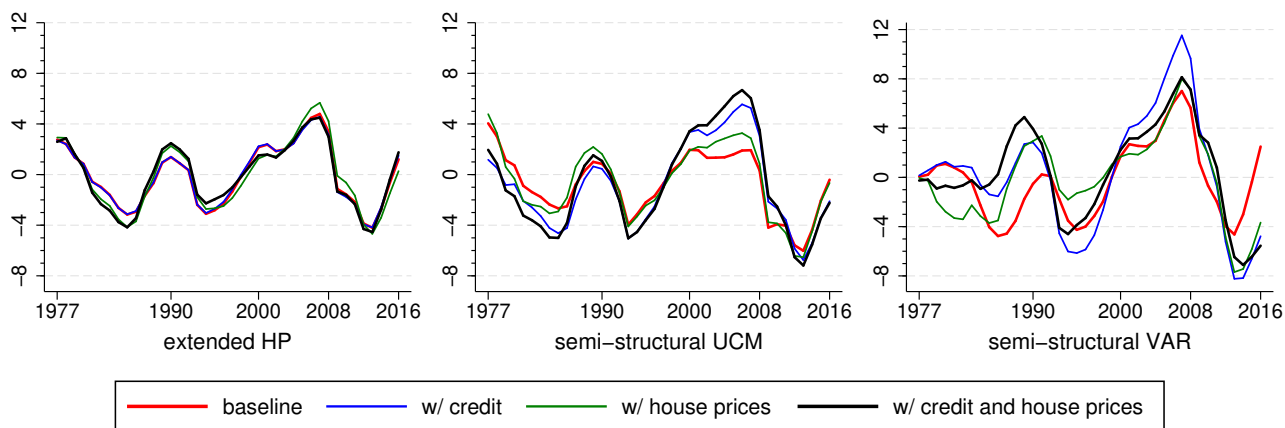 12
8
4
0
−4
−8
1977 1990 2000 2008 2016
extended HP
12
8
4
0
−4
−8
1977 1990 2000 2008 2016
semi−structural UCM
12
8
4
0
−4
−8
1977 1990 2000 2008 2016
semi−structural VAR
baseline w/ credit w/ house prices w/ credit and house prices